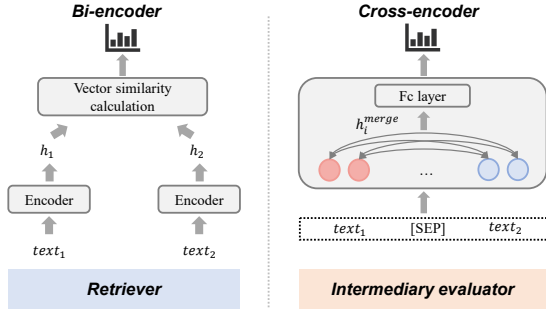 Bi-encoder
Vector similarity
calculation
h₁
h₂
Encoder
Encoder
text₁
text₂
Retriever
Cross-encoder
Fc layer
hᵢᵐᵉʳᵍᵉ
...
text₁ [SEP] text₂
Intermediary evaluator